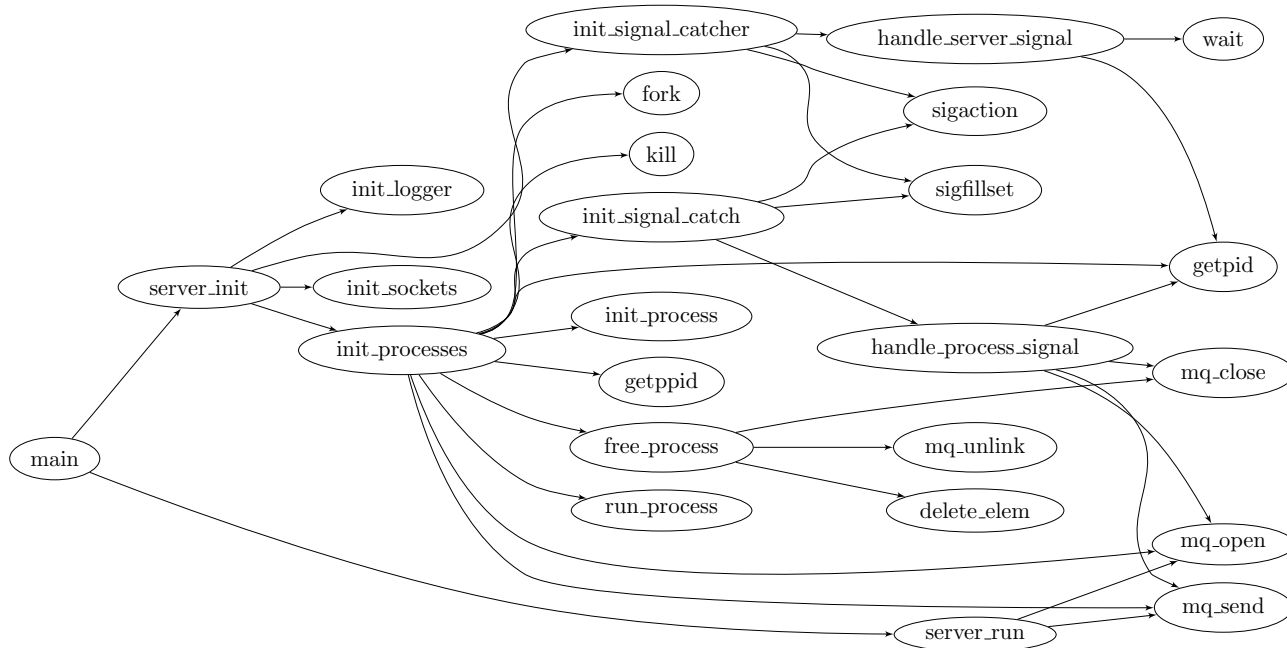 init_signal_catcher
handle_server_signal
wait
fork
sigaction
kill
init_logger
sigfillset
init_signal_catch
getpid
server_init
init_sockets
init_process
init_processes
handle_process_signal
mq_close
getppid
main
free_process
mq_unlink
run_process
delete_elem
mq_open
mq_send
server_run